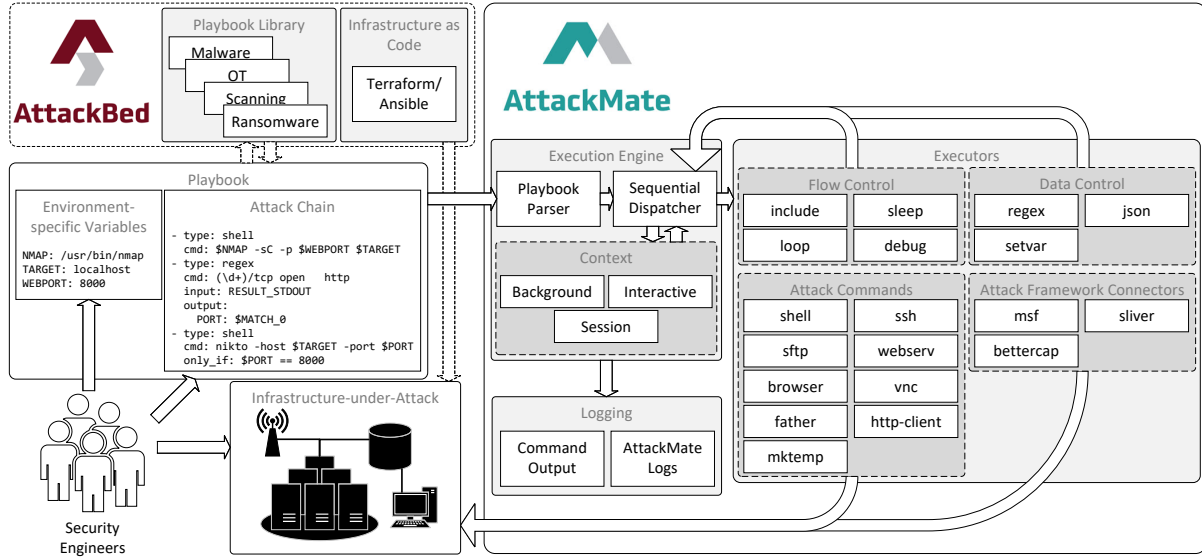 AttackBed
Playbook Library
Malware
OT
Scanning
Ransomware
Infrastructure as
Code
Terraform/
Ansible
Playbook
Environment-
specific Variables
NMAP: /usr/bin/nmap
TARGET: localhost
WEBPORT: 8000
Attack Chain
- type: shell
  cmd: $NMAP -sC -p $WEBPORT $TARGET
- type: regex
  cmd: (\d+)/tcp open   http
  input: RESULT_STDOUT
  output:
    PORT: $MATCH_0
- type: shell
  cmd: nikto -host $TARGET -port $PORT
  only_if: $PORT == 8000
Security
Engineers
Infrastructure-under-Attack
AttackMate
Execution Engine
Playbook
Parser
Sequential
Dispatcher
Context
Background
Interactive
Session
Logging
Command
Output
AttackMate
Logs
Executors
Flow Control
include
sleep
loop
debug
Data Control
regex
json
setvar
Attack Commands
shell
ssh
sftp
webserv
browser
vnc
father
http-client
mktemp
Attack Framework Connectors
msf
sliver
bettercap